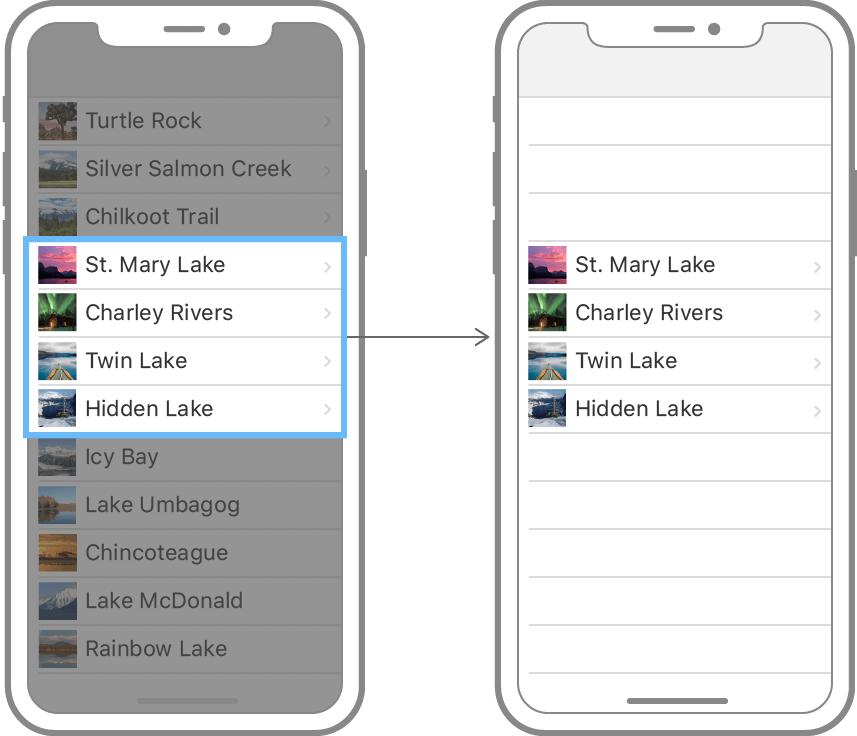 Turtle Rock
Silver Salmon Creek
Chilkoot Trail
St. Mary Lake
Charley Rivers
Twin Lake
Hidden Lake
Icy Bay
Lake Umbagog
Chincoteague
Lake McDonald
Rainbow Lake
St. Mary Lake
Charley Rivers
Twin Lake
Hidden Lake